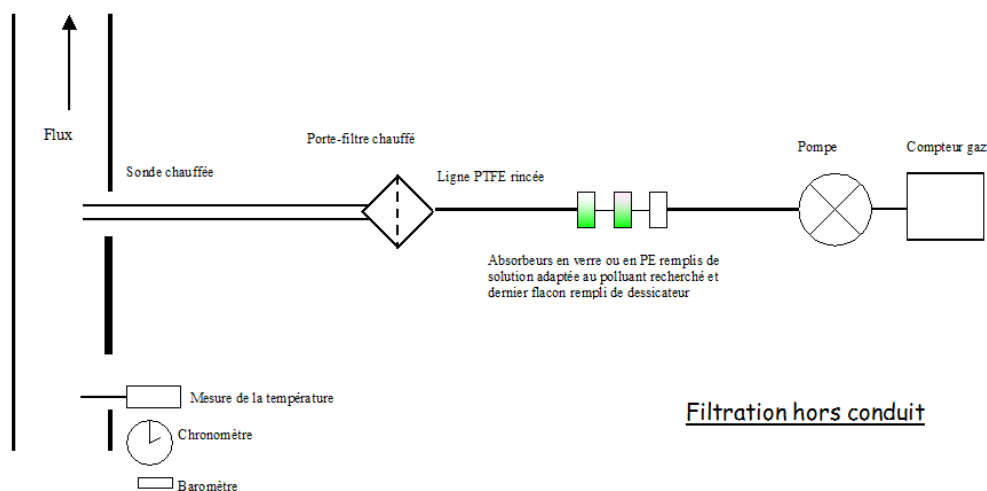 Flux
Sonde chauffée
Porte-filtre chauffé
Ligne PTFE rincée
Pompe
Compteur gaz
Absorbeurs en verre ou en PE remplis de
solution adaptée au polluant recherché et
dernier flacon rempli de dessicateur
Mesure de la température
Chronomètre
Baromètre
Filtration hors conduit